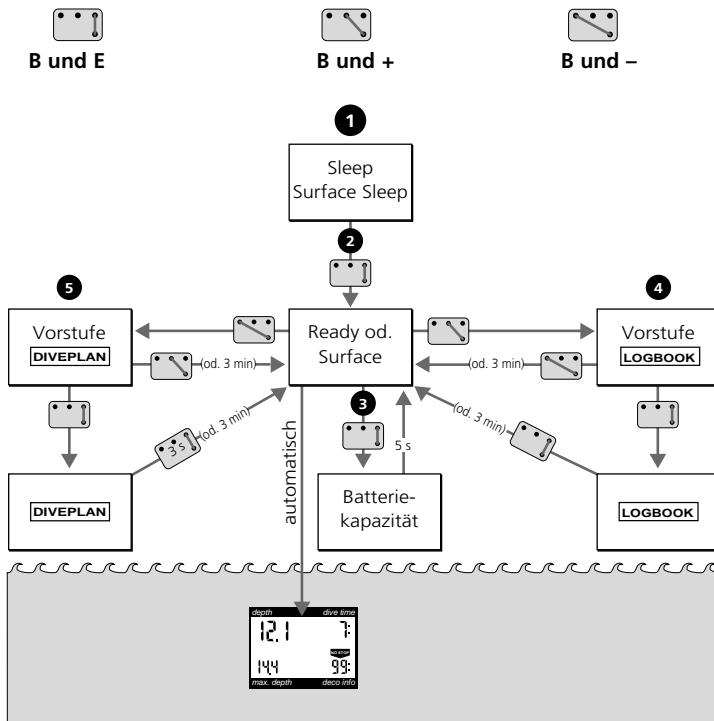 B und E
B und +
B und –
1
Sleep
Surface Sleep
2
5
4
Vorstufe
DIVEPLAN
Ready od.
Surface
Vorstufe
LOGBOOK
(od. 3 min)
(od. 3 min)
3
3 s
(od. 3 min)
automatisch
5 s
(od. 3 min)
DIVEPLAN
Batterie-
kapazität
LOGBOOK
depth dive time
12.1 7:
NO STOP
14.4 99:
max. depth deco info